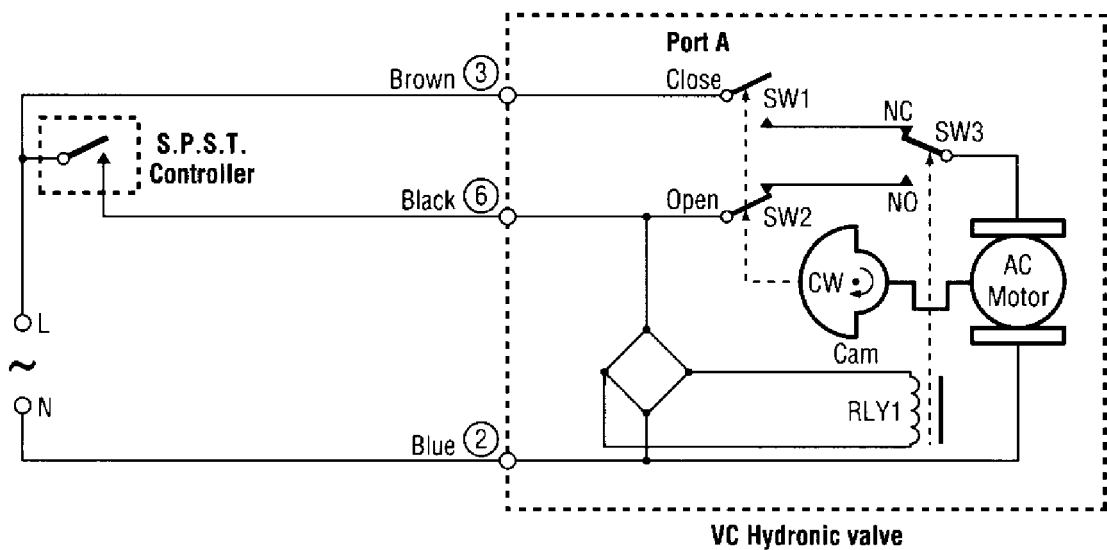 Port A
Brown ③
Close
SW1
NC
SW3
S.P.S.T.
Controller
Black ⑥
Open
SW2
NO
CW
AC
Motor
L
~
Cam
N
RLY1
Blue ②
VC Hydronic valve